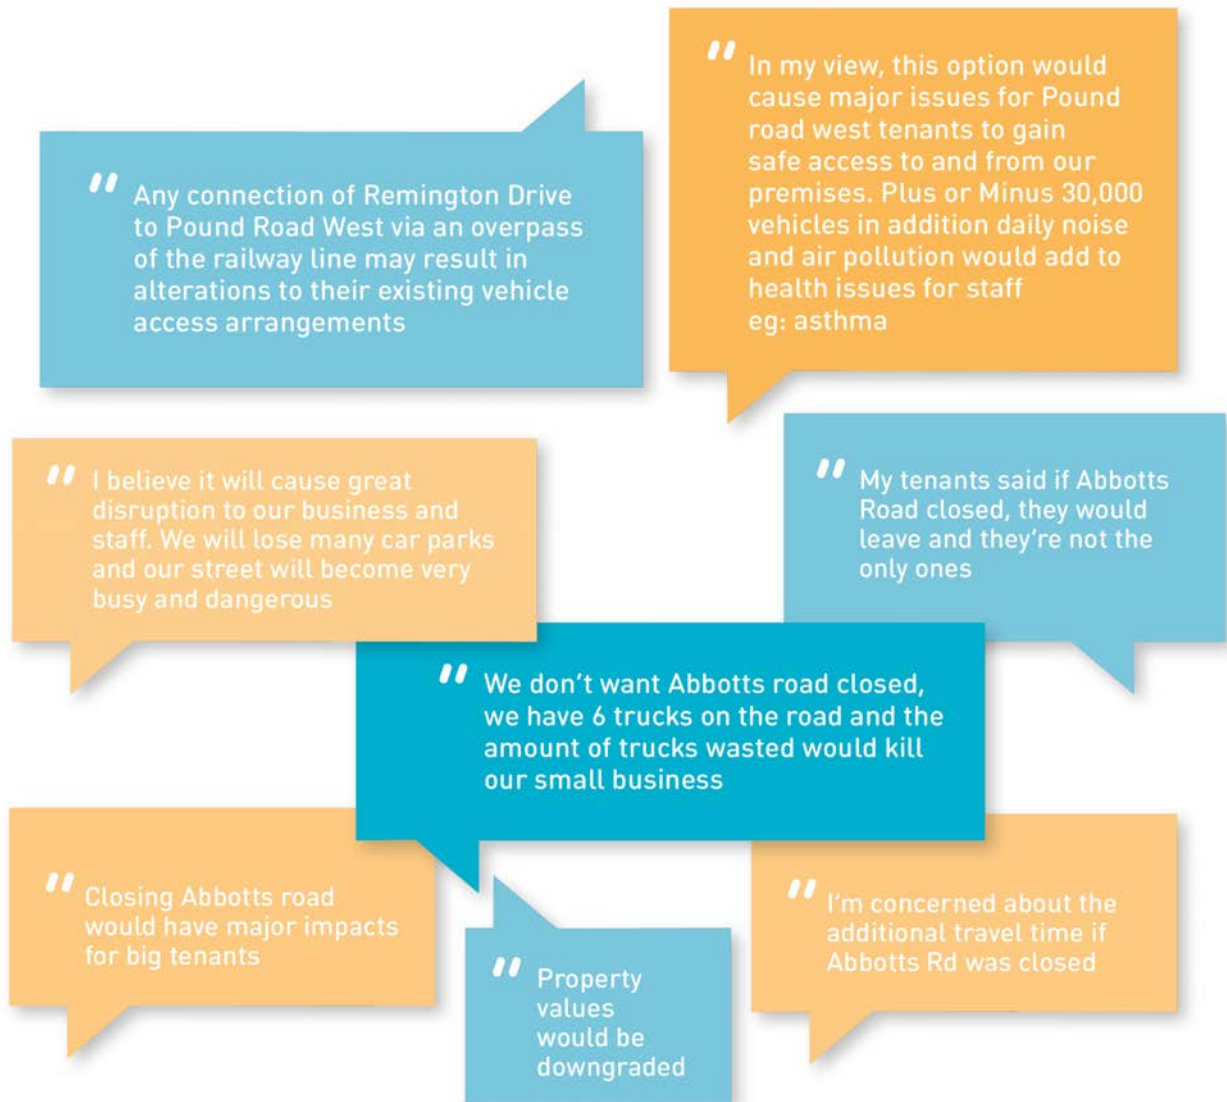 " Any connection of Remington Drive
to Pound Road West via an overpass
of the railway line may result in
alterations to their existing vehicle
access arrangements
" In my view, this option would
cause major issues for Pound
road west tenants to gain
safe access to and from our
premises. Plus or Minus 30,000
vehicles in addition daily noise
and air pollution would add to
health issues for staff
eg: asthma
" I believe it will cause great
disruption to our business and
staff. We will lose many car parks
and our street will become very
busy and dangerous
" My tenants said if Abbotts
Road closed, they would
leave and they're not the
only ones
" We don't want Abbotts road closed,
we have 6 trucks on the road and the
amount of trucks wasted would kill
our small business
" Closing Abbotts road
would have major impacts
for big tenants
" Property
values
would be
downgraded
" I'm concerned about the
additional travel time if
Abbotts Rd was closed